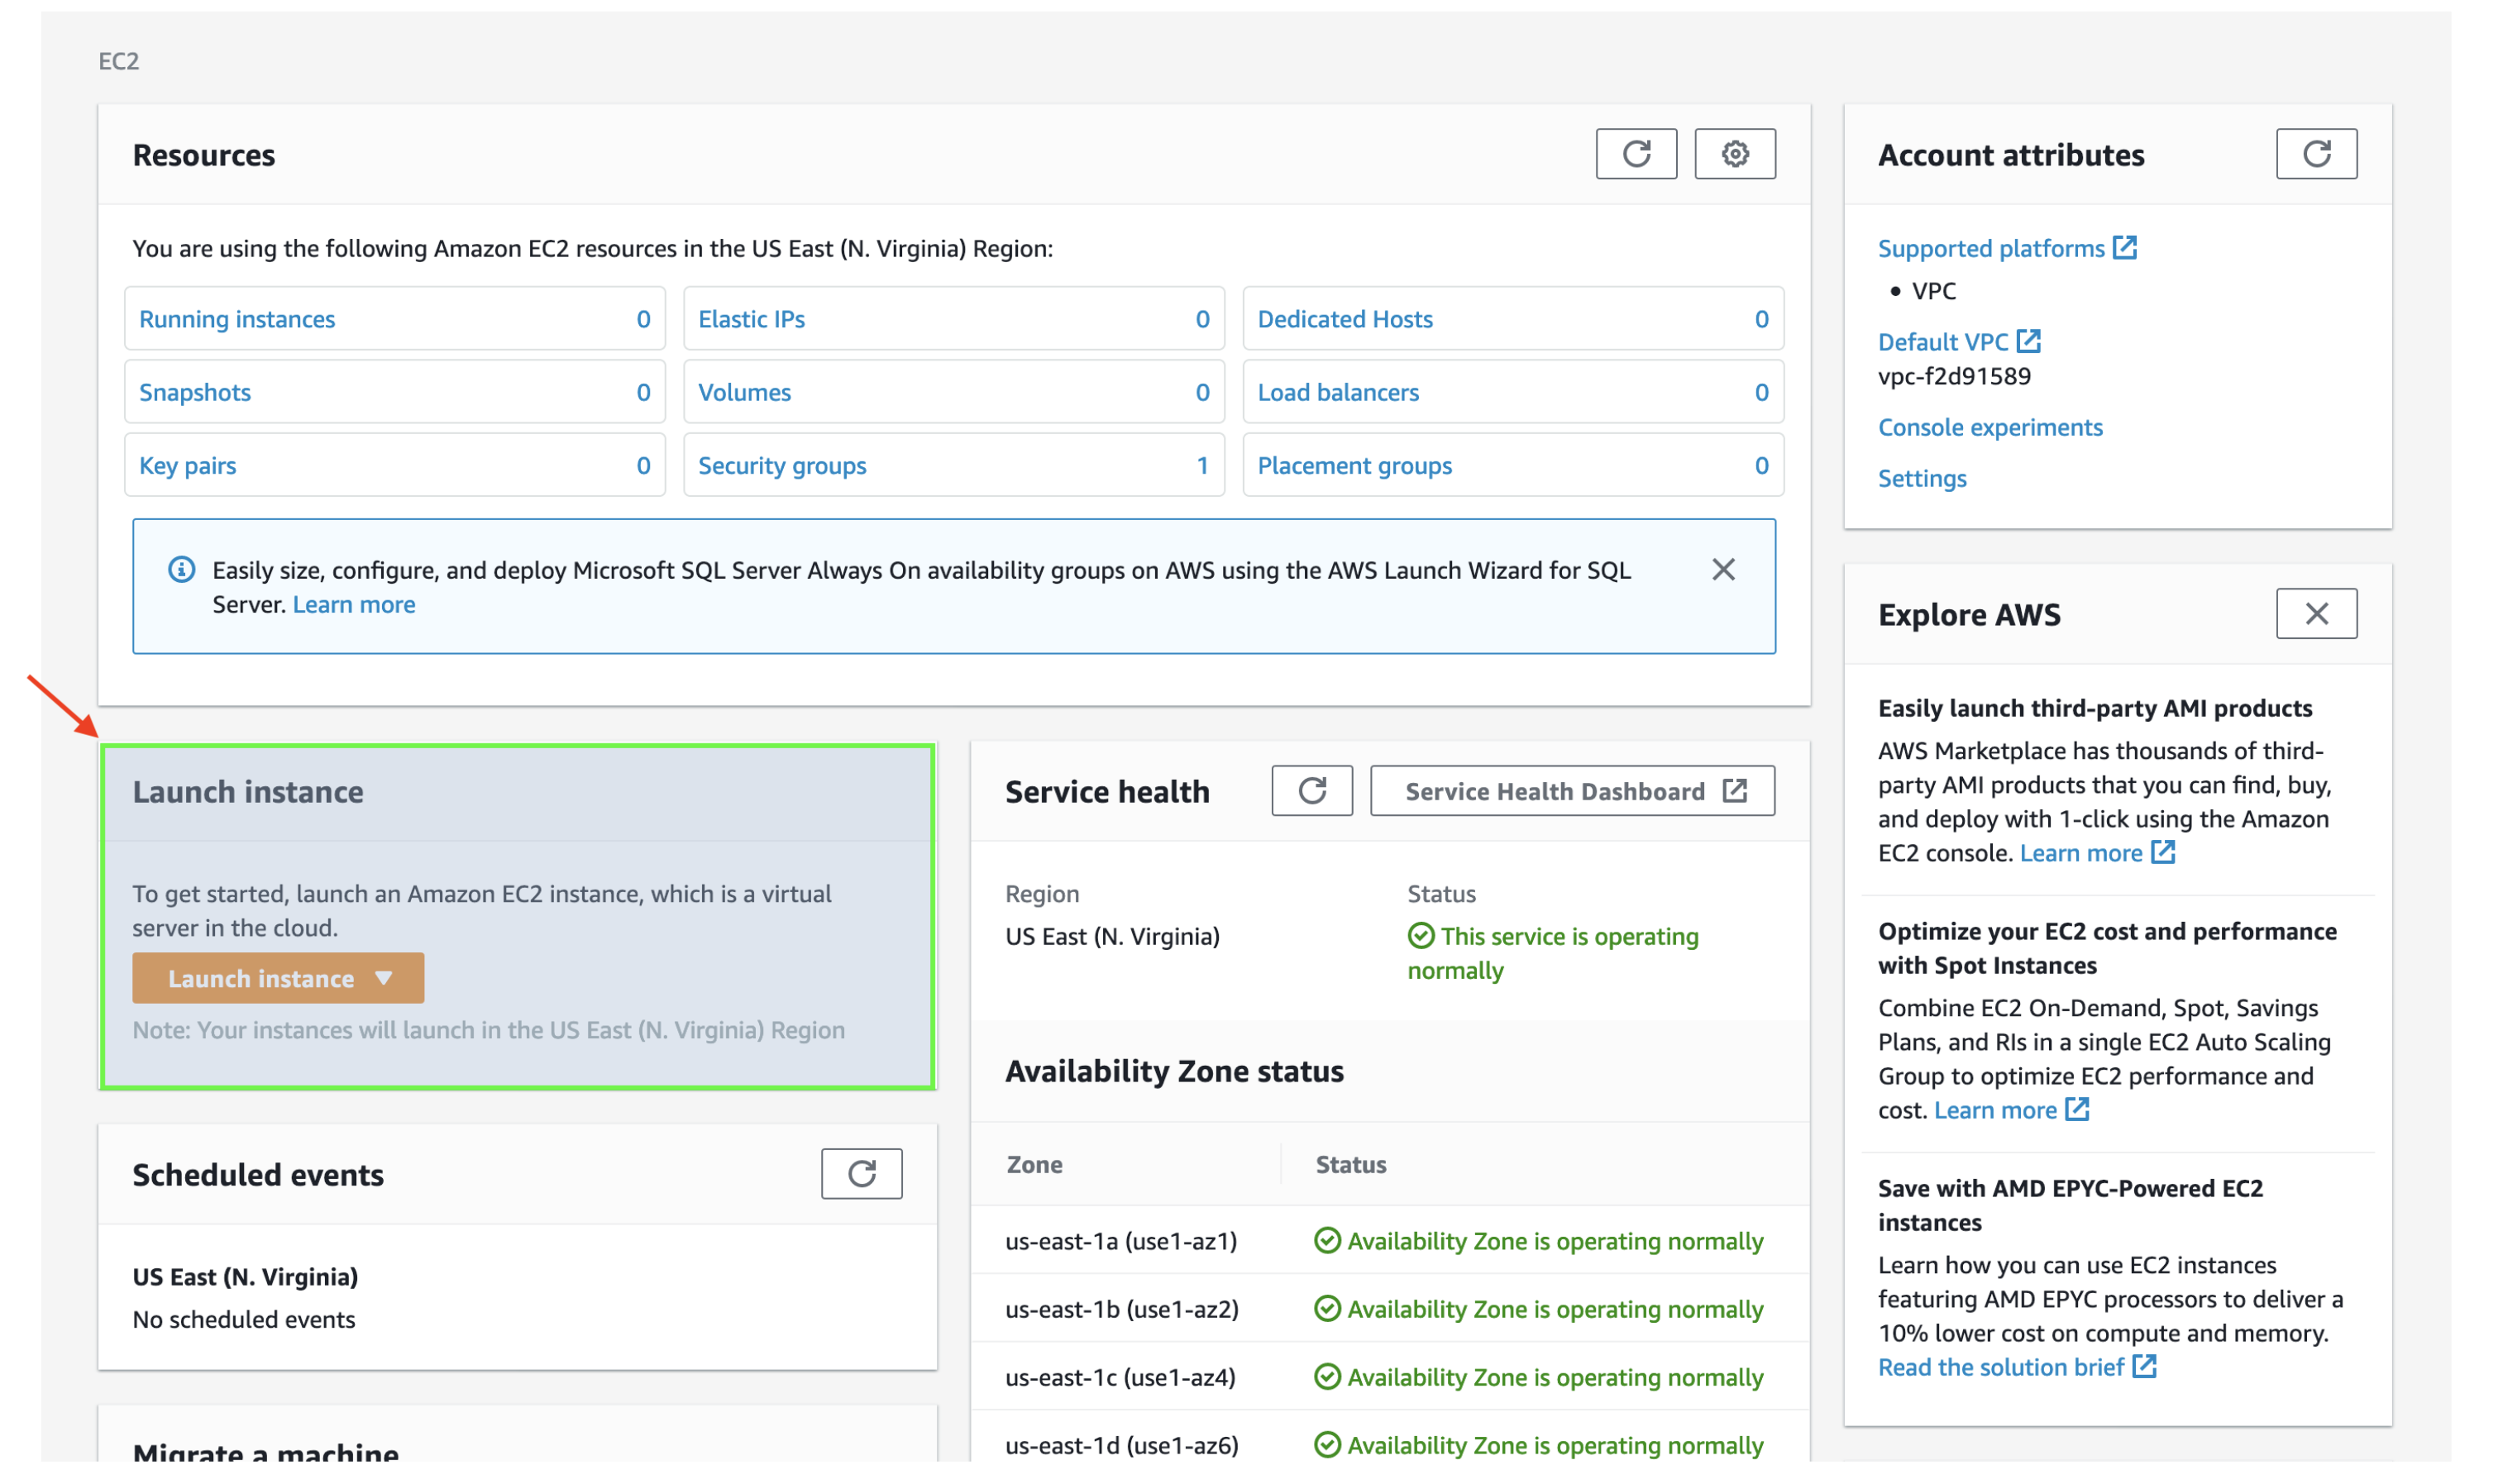 EC2
Resources
You are using the following Amazon EC2 resources in the US East (N. Virginia) Region:
Running instances 0
Elastic IPs 0
Dedicated Hosts 0
Snapshots 0
Volumes 0
Load balancers 0
Key pairs 0
Security groups 1
Placement groups 0
Easily size, configure, and deploy Microsoft SQL Server Always On availability groups on AWS using the AWS Launch Wizard for SQL
Server. Learn more
Launch instance
To get started, launch an Amazon EC2 instance, which is a virtual
server in the cloud.
Launch instance
Note: Your instances will launch in the US East (N. Virginia) Region
Scheduled events
US East (N. Virginia)
No scheduled events
Migrate a machine
Service health
Service Health Dashboard
Region
US East (N. Virginia)
Status
This service is operating
normally
Availability Zone status
Zone Status
us-east-1a (use1-az1) Availability Zone is operating normally
us-east-1b (use1-az2) Availability Zone is operating normally
us-east-1c (use1-az4) Availability Zone is operating normally
us-east-1d (use1-az6) Availability Zone is operating normally
Account attributes
Supported platforms
• VPC
Default VPC
vpc-f2d91589
Console experiments
Settings
Explore AWS
Easily launch third-party AMI products
AWS Marketplace has thousands of third-
party AMI products that you can find, buy,
and deploy with 1-click using the Amazon
EC2 console. Learn more
Optimize your EC2 cost and performance
with Spot Instances
Combine EC2 On-Demand, Spot, Savings
Plans, and RIs in a single EC2 Auto Scaling
Group to optimize EC2 performance and
cost. Learn more
Save with AMD EPYC-Powered EC2
instances
Learn how you can use EC2 instances
featuring AMD EPYC processors to deliver a
10% lower cost on compute and memory.
Read the solution brief